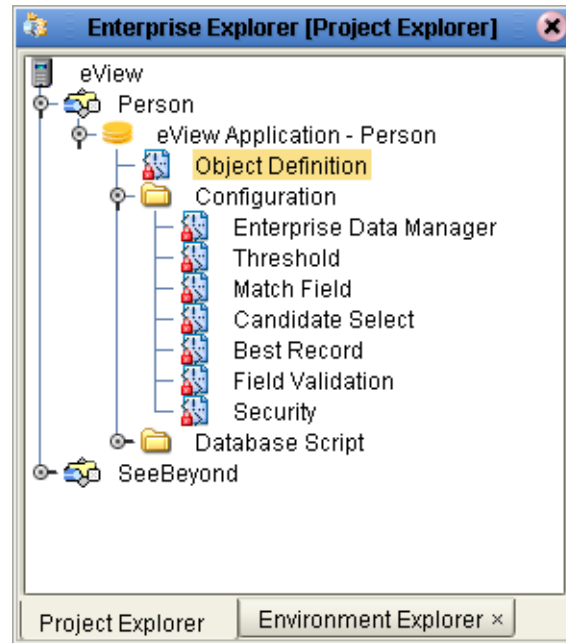 Enterprise Explorer [Project Explorer]
eView
Person
eView Application - Person
Object Definition
Configuration
Enterprise Data Manager
Threshold
Match Field
Candidate Select
Best Record
Field Validation
Security
Database Script
SeeBeyond
Project Explorer
Environment Explorer ×